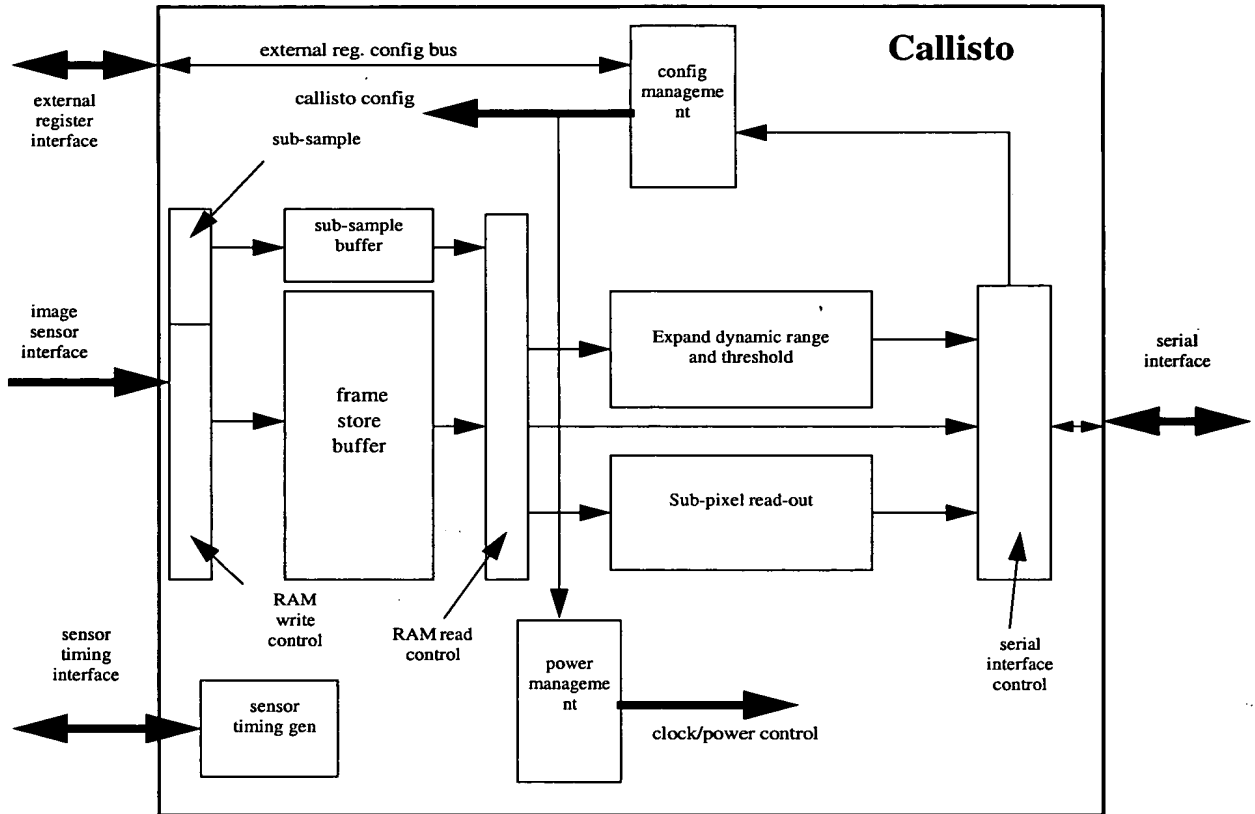 Callisto
external reg. config bus
config
manageme
nt
external
register
interface
callisto config
sub-sample
sub-sample
buffer
image
sensor
interface
frame
store
buffer
Expand dynamic range
and threshold
serial
interface
Sub-pixel read-out
RAM
write
control
RAM read
control
serial
interface
control
sensor
timing
interface
sensor
timing gen
power
manageme
nt
clock/power control